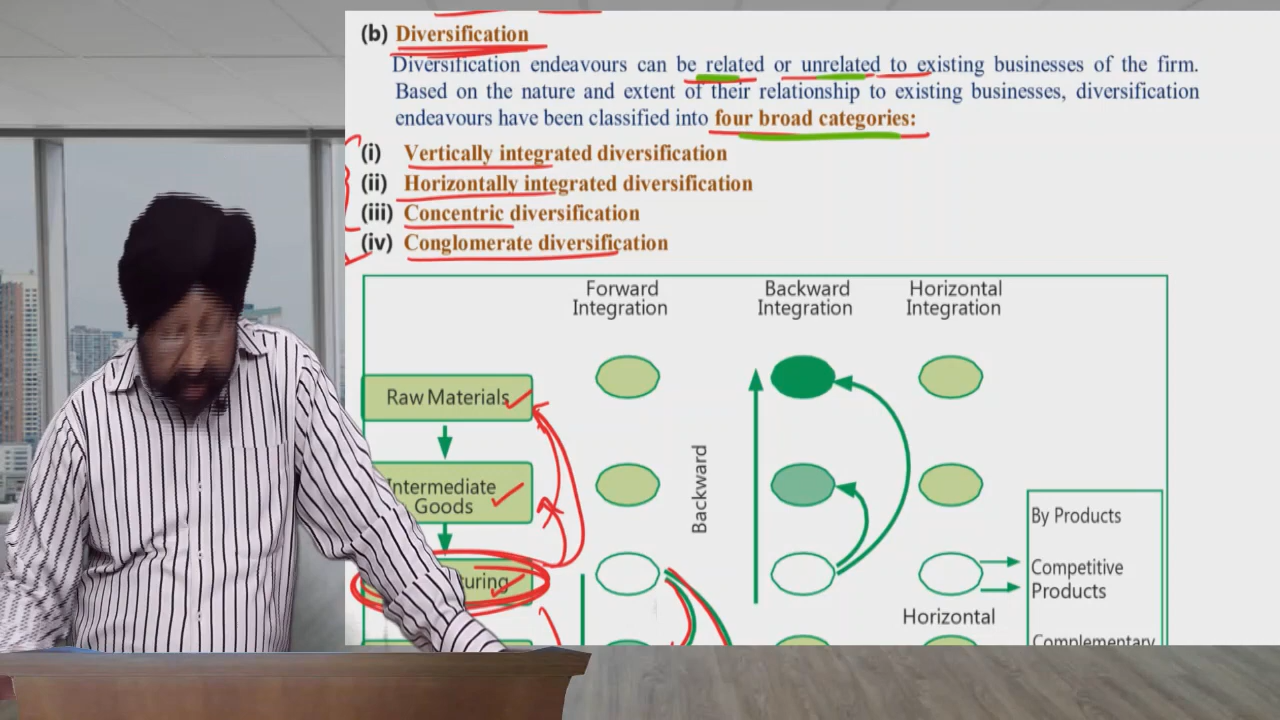 (b) Diversification
Diversification endeavours can be related or unrelated to existing businesses of the firm.
Based on the nature and extent of their relationship to existing businesses, diversification
endeavours have been classified into four broad categories:
(i) Vertically integrated diversification
(ii) Horizontally integrated diversification
(iii) Concentric diversification
(iv) Conglomerate diversification
Forward
Integration
Backward
Integration
Horizontal
Integration
Raw Materials
Intermediate
Goods
uring
Backward
By Products
Competitive
Products
Horizontal
Complementary